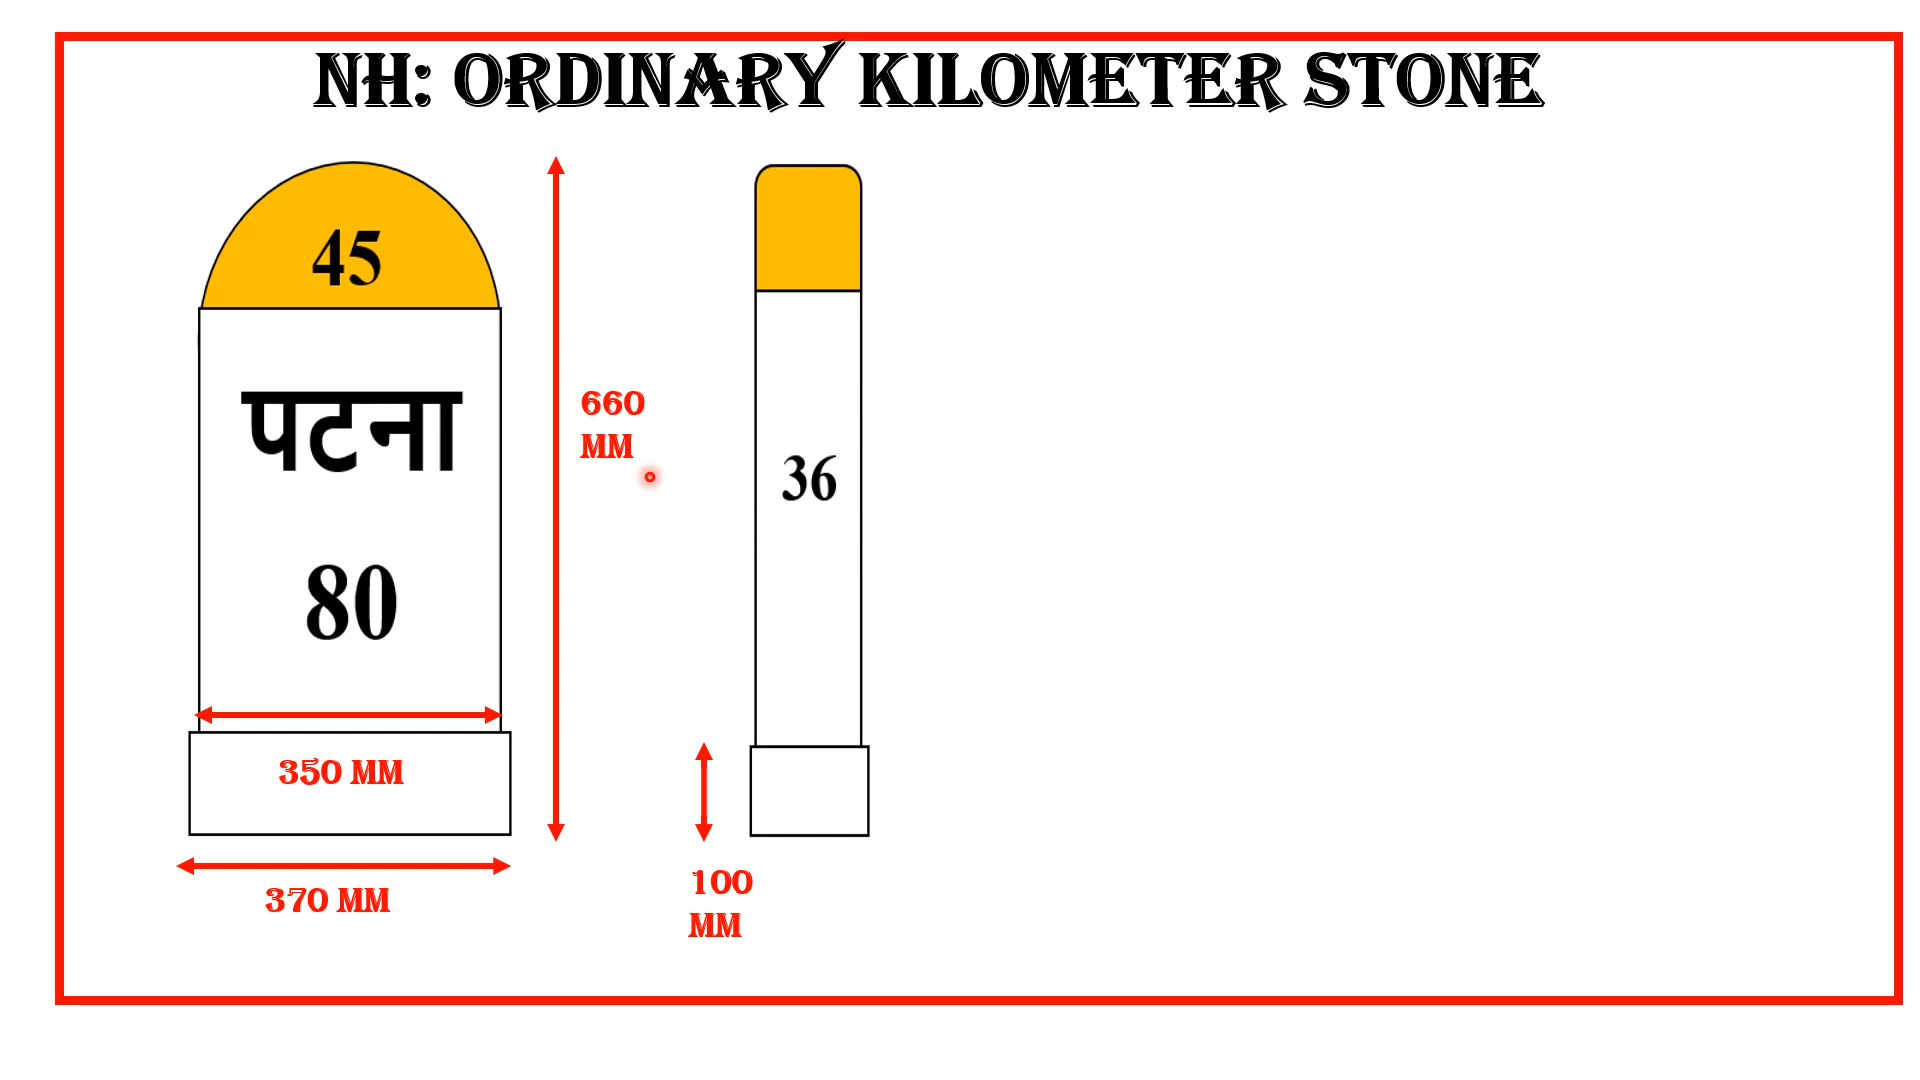 NH: ORDINARY KILOMETER STONE
45
पटना
80
350 MM
370 MM
660
MM
36
100
MM